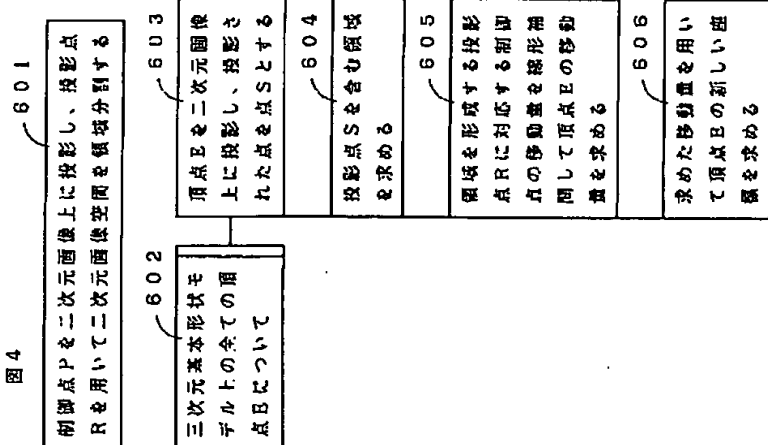 図4
601
制御点Pを二次元画像上に投影し、投影点
Rを用いて二次元画像空間を領域分割する
602
三次元基本形状モ
デル上の全ての頂
点Eについて
603
頂点Eを二次元画像
上に投影し、投影さ
れた点を点Sとする
604
投影点Sを含む領域
を求める
605
領域を形成する投影
点Rに対応する制御
点の移動量を線形補
間して頂点Eの移動
量を求める
606
求めた移動量を用い
て頂点Eの新しい座
標を求める